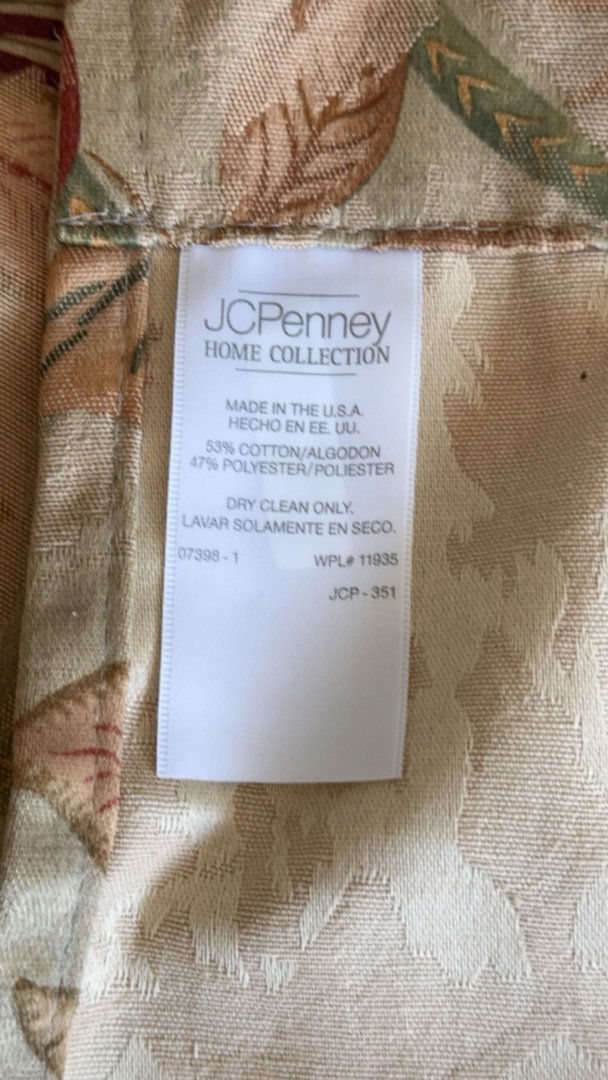 JCPenney
HOME COLLECTION
MADE IN THE U.S.A.
HECHO EN EE. UU.
53% COTTON/ALGODON
47% POLYESTER/POLIESTER
DRY CLEAN ONLY.
LAVAR SOLAMENTE EN SECO.
07398 - 1 WPL# 11935
JCP - 351